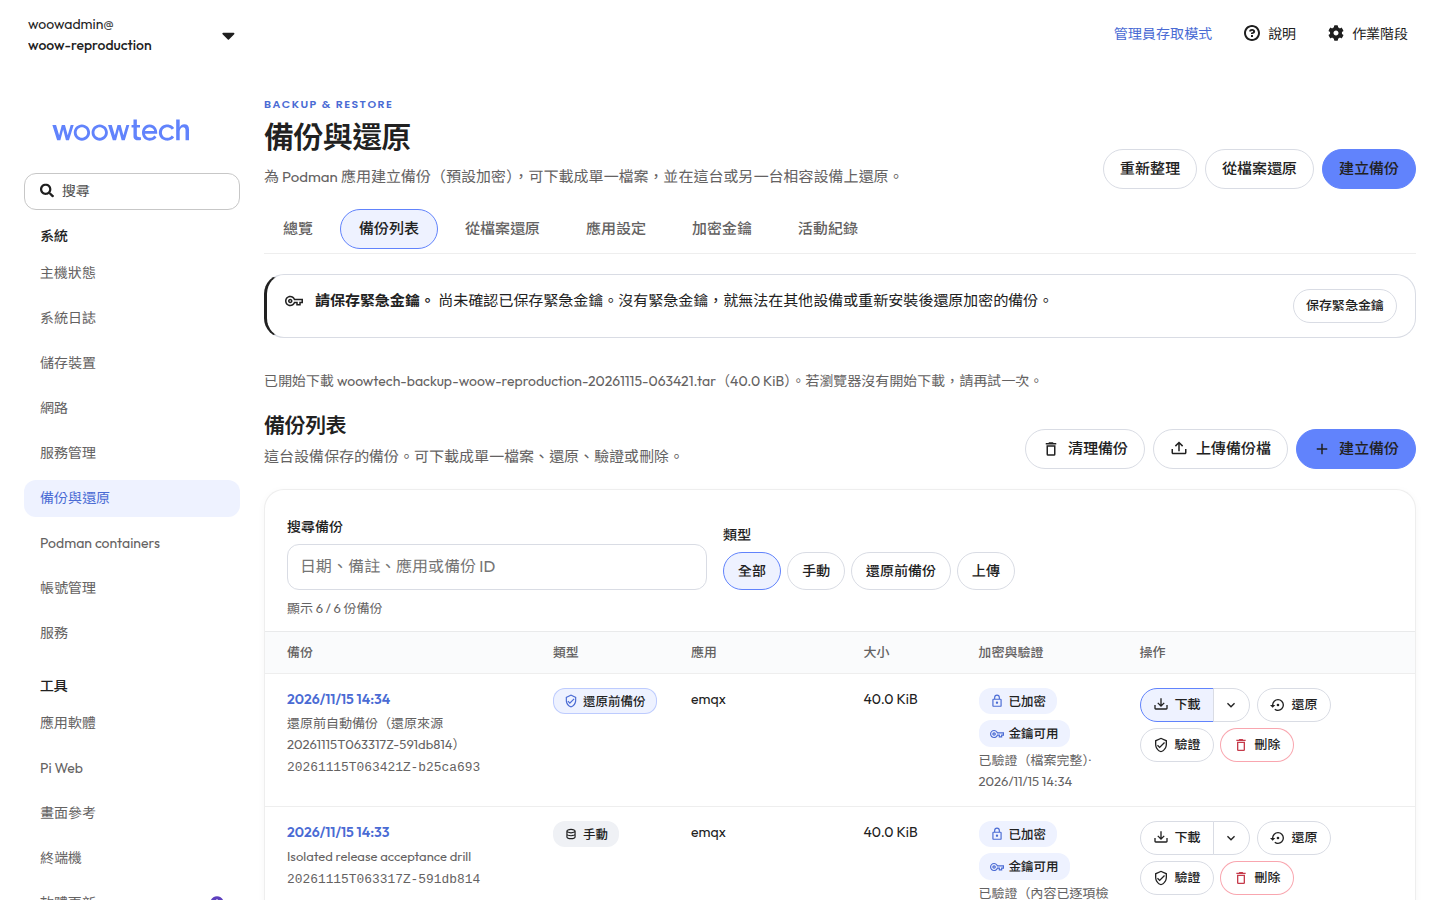 woowadmin@
woow-reproduction
管理員存取模式
說明
作業階段
woowtech
搜尋
系統
主機狀態
系統日誌
儲存裝置
網路
服務管理
備份與還原
Podman containers
帳號管理
服務
工具
應用軟體
Pi Web
畫面參考
終端機
BACKUP & RESTORE
備份與還原
為 Podman 應用建立備份（預設加密），可下載成單一檔案，並在這台或另一台相容設備上還原。
重新整理
從檔案還原
建立備份
總覽
備份列表
從檔案還原
應用設定
加密金鑰
活動紀錄
請保存緊急金鑰。 尚未確認已保存緊急金鑰。沒有緊急金鑰，就無法在其他設備或重新安裝後還原加密的備份。
保存緊急金鑰
已開始下載 woowtech-backup-woow-reproduction-20261115-063421.tar（40.0 KiB）。若瀏覽器沒有開始下載，請再試一次。
備份列表
這台設備保存的備份。可下載成單一檔案、還原、驗證或刪除。
清理備份
上傳備份檔
建立備份
搜尋備份
日期、備註、應用或備份 ID
類型
全部
手動
還原前備份
上傳
顯示 6 / 6 份備份
備份
類型
應用
大小
加密與驗證
操作
2026/11/15 14:34
還原前自動備份（還原來源
20261115T063317Z-591db814）
20261115T063421Z-b25ca693
還原前備份
emqx
40.0 KiB
已加密
金鑰可用
已驗證（檔案完整）·
2026/11/15 14:34
下載
還原
驗證
刪除
2026/11/15 14:33
Isolated release acceptance drill
20261115T063317Z-591db814
手動
emqx
40.0 KiB
已加密
金鑰可用
已驗證（內容已逐項檢
下載
還原
驗證
刪除